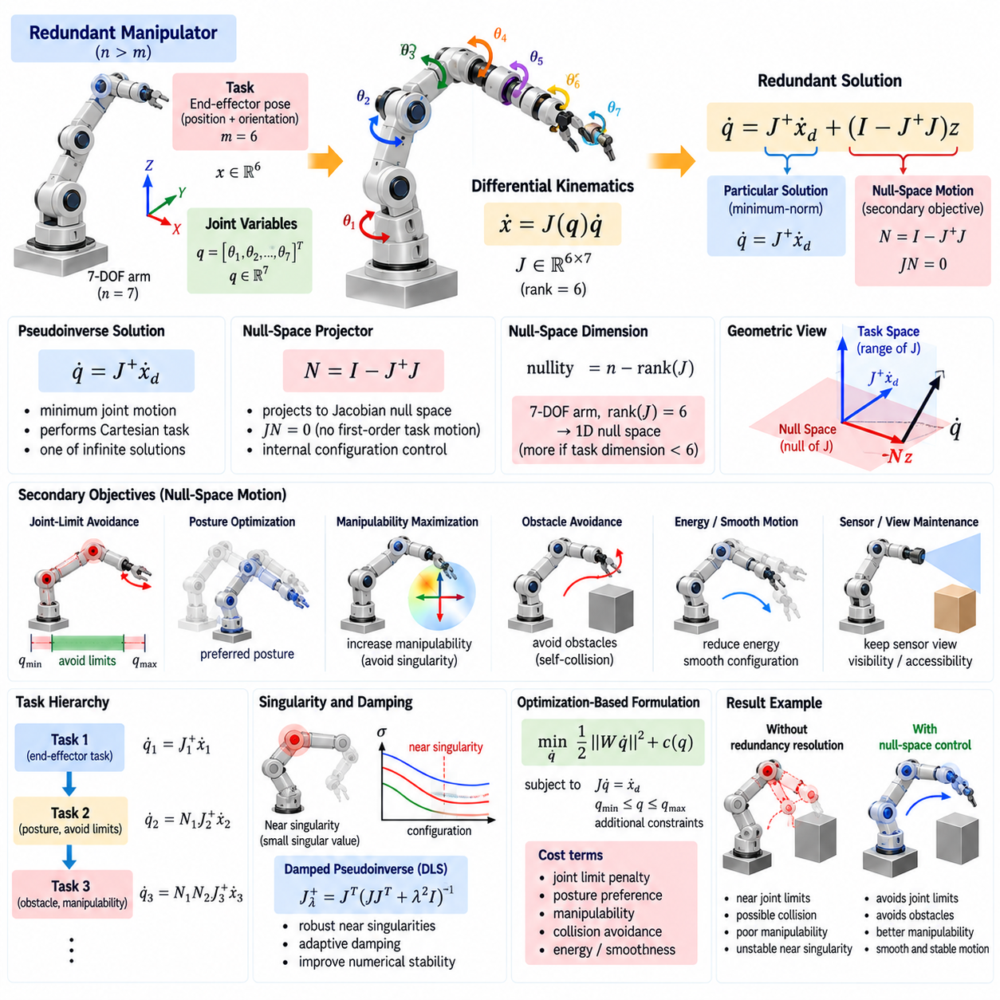 Redundant Manipulator
(n > m)
Task
End-effector pose
(position + orientation)
m = 6
x ∈ ℝ⁶
Z
Y
X
Joint Variables
q = [θ₁, θ₂, ..., θ₇]ᵀ
q ∈ ℝ⁷
7-DOF arm
(n = 7)
θ₁
θ₂
θ₃
θ₄
θ₅
θ₆
θ₇
Differential Kinematics
ẋ = J(q)q̇
J ∈ ℝ⁶ˣ⁷
(rank = 6)
Redundant Solution
q̇ = J⁺ẋ_d + (I − J⁺J)z
Particular Solution
(minimum-norm)
q̇ = J⁺ẋ_d
Null-Space Motion
(secondary objective)
N = I − J⁺J
JN = 0
Pseudoinverse Solution
q̇ = J⁺ẋ_d
• minimum joint motion
• performs Cartesian task
• one of infinite solutions
Null-Space Projector
N = I − J⁺J
• projects to Jacobian null space
• JN = 0 (no first-order task motion)
• internal configuration control
Null-Space Dimension
nullity = n − rank(J)
7-DOF arm, rank(J) = 6
→ 1D null space
(more if task dimension < 6)
Geometric View
Task Space
(range of J)
J⁺ẋ_d
Null Space
(null of J)
q̇
Nz
Secondary Objectives (Null-Space Motion)
Joint-Limit Avoidance
q_min
avoid limits
q_max
Posture Optimization
preferred posture
Manipulability Maximization
increase manipulability
(avoid singularity)
Obstacle Avoidance
avoid obstacles
(self-collision)
Energy / Smooth Motion
reduce energy
smooth configuration
Sensor / View Maintenance
keep sensor view
visibility / accessibility
Task Hierarchy
Task 1
(end-effector task)
q̇₁ = J₁⁺ẋ₁
Task 2
(posture, avoid limits)
q̇₂ = N₁J₂⁺ẋ₂
Task 3
(obstacle, manipulability)
q̇₃ = N₁N₂J₃⁺ẋ₃
⋮
Singularity and Damping
Near singularity
(small singular value)
σ
near singularity
configuration
Damped Pseudoinverse (DLS)
J_λ⁺ = Jᵀ(JJᵀ + λ²I)⁻¹
• robust near singularities
• adaptive damping
• improve numerical stability
Optimization-Based Formulation
min_q̇ 1/2 ||Wq̇||² + c(q)
subject to Jq̇ = ẋ_d
q_min ≤ q ≤ q_max
additional constraints
Cost terms
• joint limit penalty
• posture preference
• manipulability
• collision avoidance
• energy / smoothness
Result Example
Without
redundancy resolution
• near joint limits
• possible collision
• poor manipulability
• unstable near singularity
With
null-space control
• avoids joint limits
• avoids obstacles
• better manipulability
• smooth and stable motion